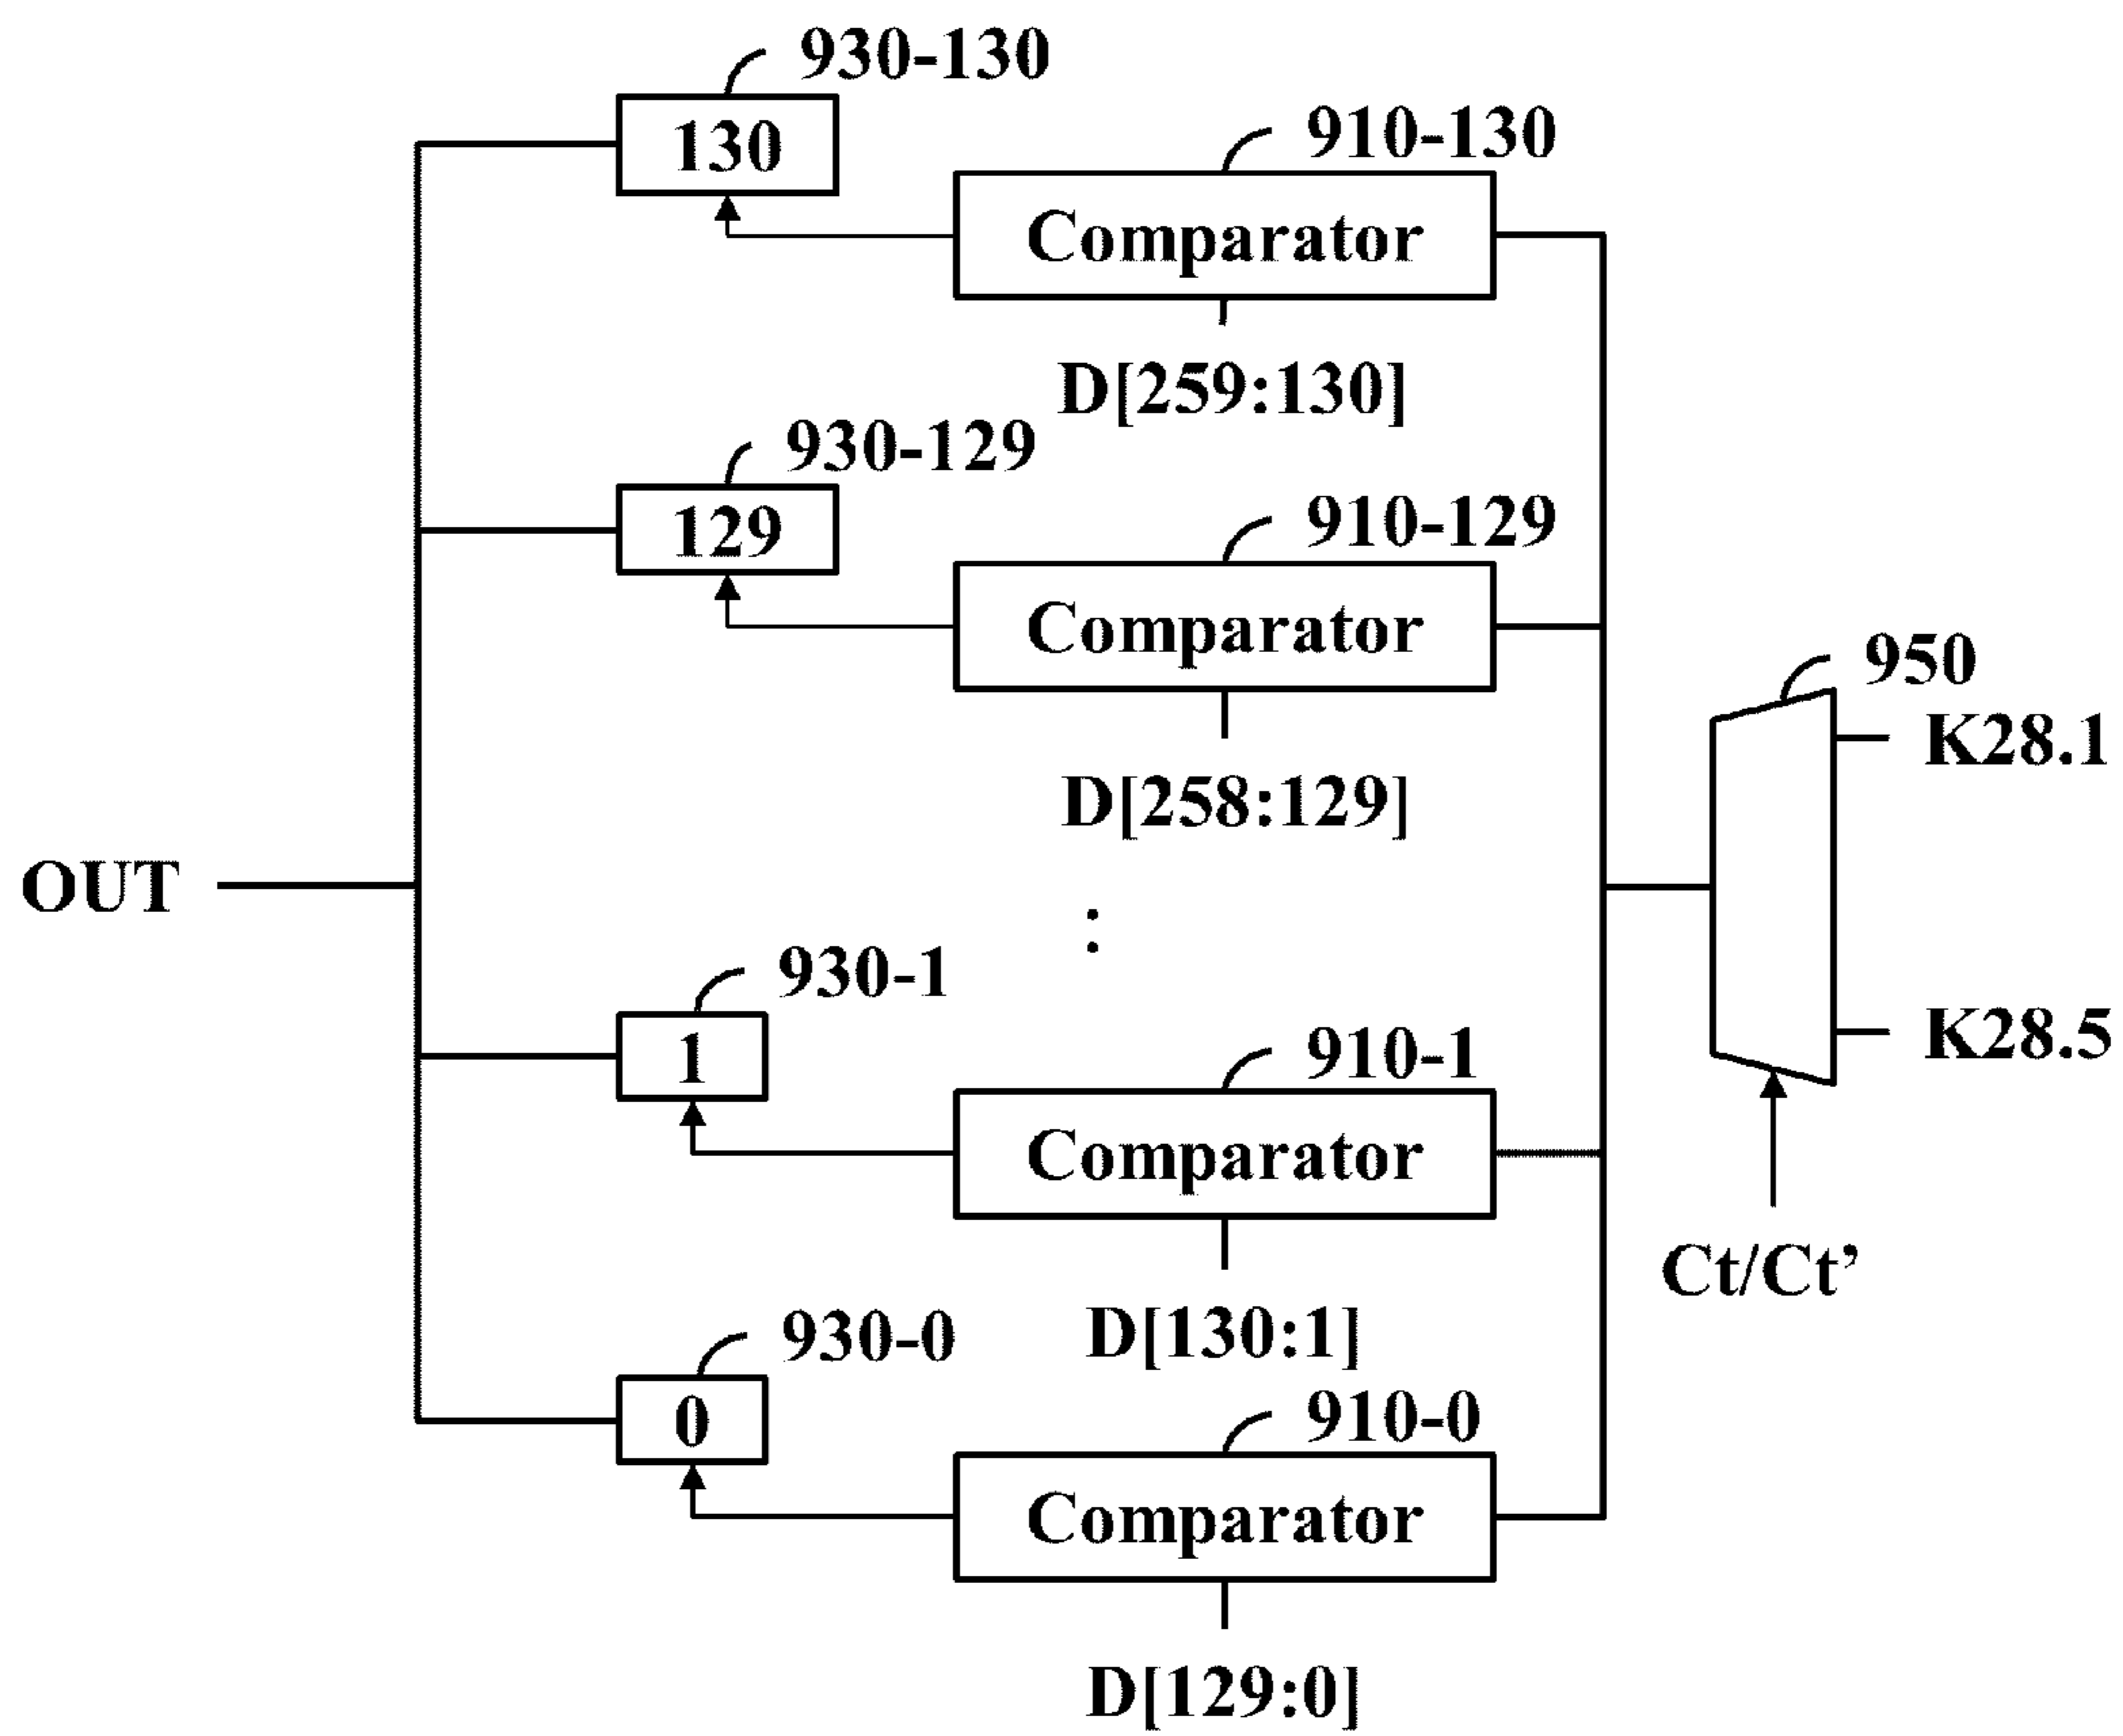 930-130
130
910-130
Comparator
D[259:130]
930-129
129
910-129
Comparator
D[258:129]
950
K28.1
OUT
:
930-1
1
910-1
Comparator
K28.5
D[130:1]
Ct/Ct’
930-0
0
910-0
Comparator
D[129:0]